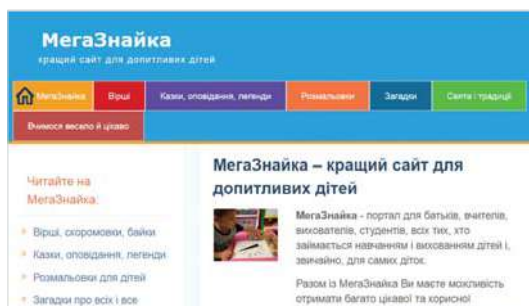 МегаЗнайка
кращий сайт для допитливих дітей
МегаЗнайка
Вірші
Казки, оповідання, легенди
Розмальовки
Загадки
Свята і традиції
Вчимося весело й цікаво
Читайте на
МегаЗнайка:
Вірші, скоромовки, байки
Казки, оповідання, легенди
Розмальовки для дітей
Загадки про всіх і все
МегаЗнайка – кращий сайт для
допитливих дітей
МегаЗнайка - портал для батьків, вчителів,
вихователів, студентів, всіх тих, хто
займається навчанням і вихованням дітей і,
звичайно, для самих діток.
Разом із МегаЗнайка Ви маєте можливість
отримати багато цікавої та корисної